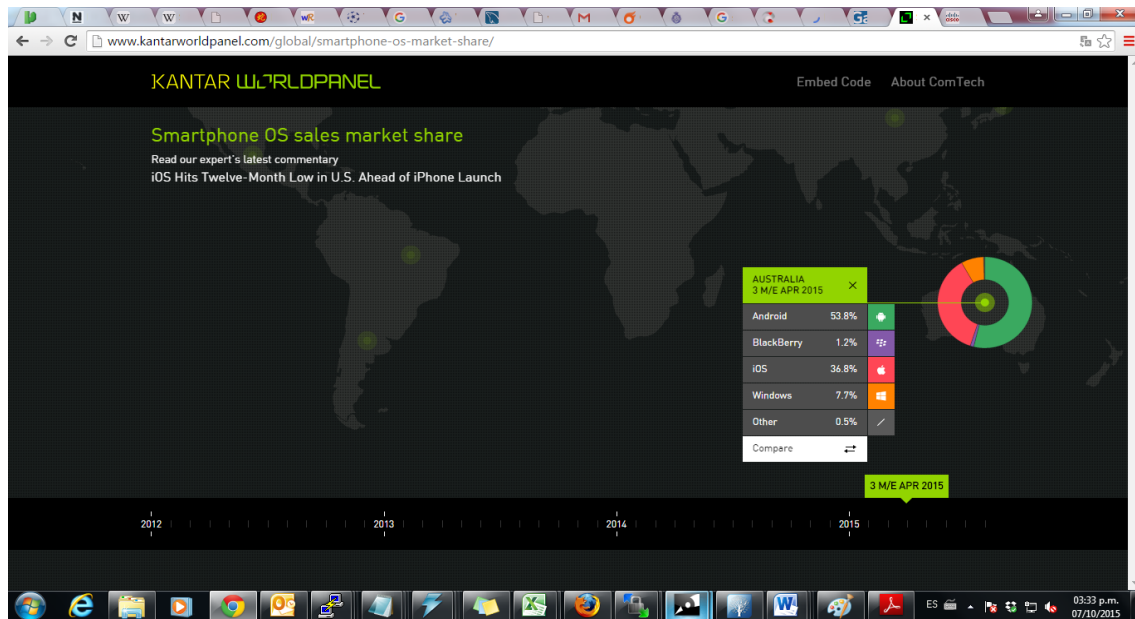 www.kantarworldpanel.com/global/smartphone-os-market-share/
KANTAR WORLDPANEL
Embed Code About ComTech
Smartphone OS sales market share
Read our expert's latest commentary
iOS Hits Twelve-Month Low in U.S. Ahead of iPhone Launch
AUSTRALIA
3 M/E APR 2015
Android 53.8%
BlackBerry 1.2%
iOS 36.8%
Windows 7.7%
Other 0.5%
Compare
3 M/E APR 2015
2012 2013 2014 2015
ES
03:33 p.m.
07/10/2015